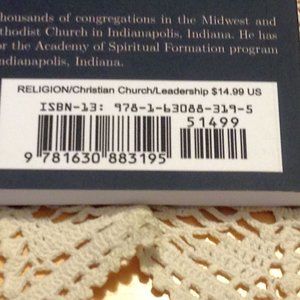 thousands of congregations in the Midwest and
thodist Church in Indianapolis, Indiana. He has
or the Academy of Spiritual Formation program
ndianapolis, Indiana.
RELIGION/Christian Church/Leadership $14.99 US
ISBN-13: 978-1-63088-319-5
51499
9 781630 883195